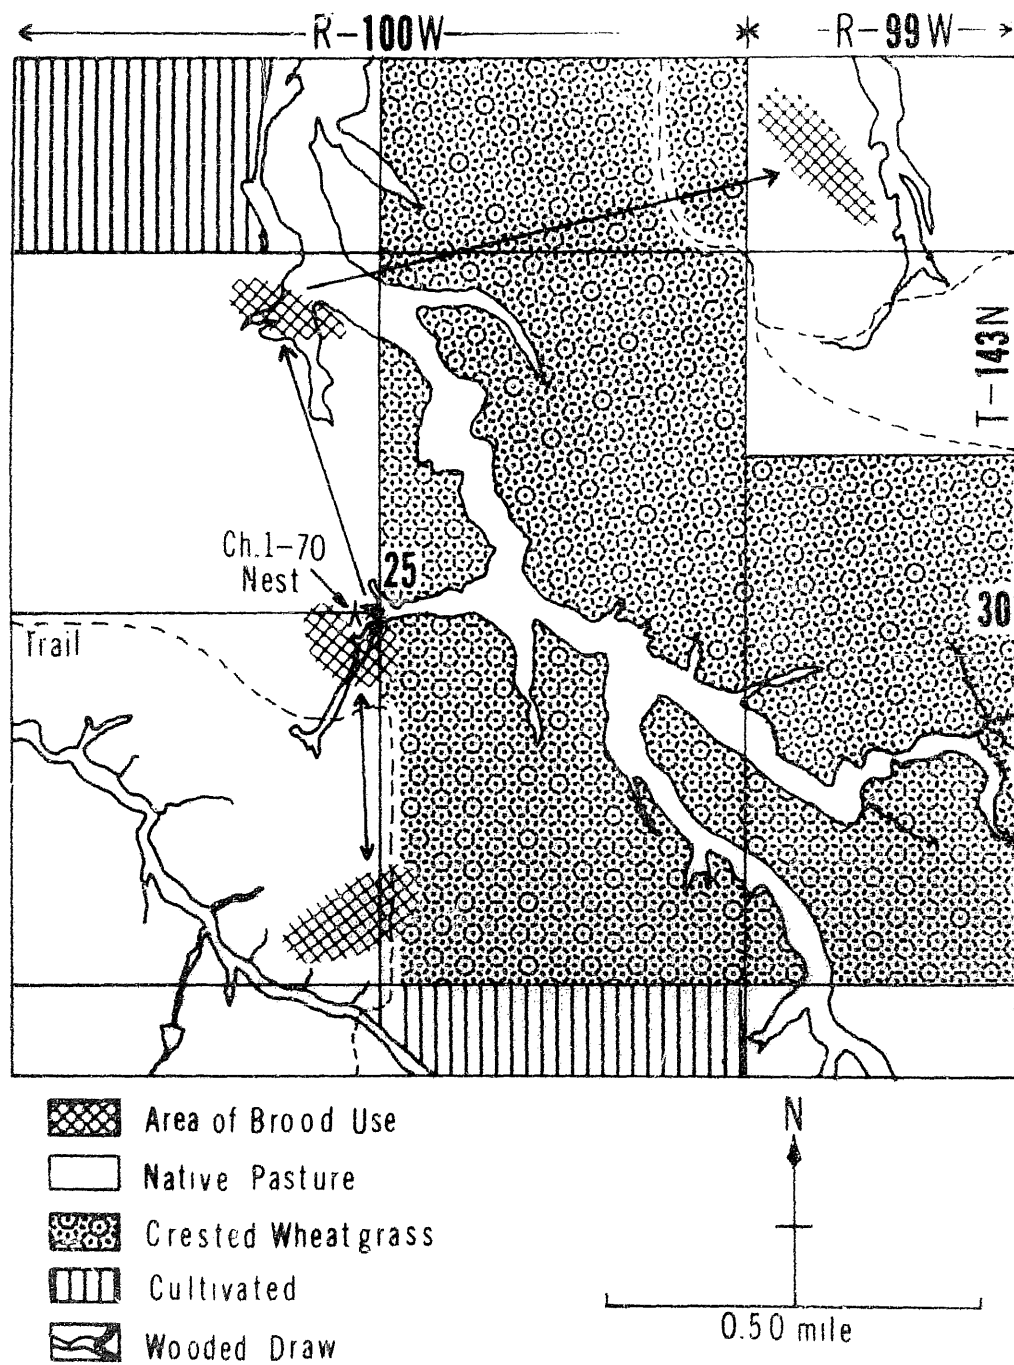 R-100W R-99W
T-143N
Ch.1-70
Nest
25
30
Trail
Area of Brood Use
Native Pasture
Crested Wheatgrass
Cultivated
Wooded Draw
N
0.50 mile